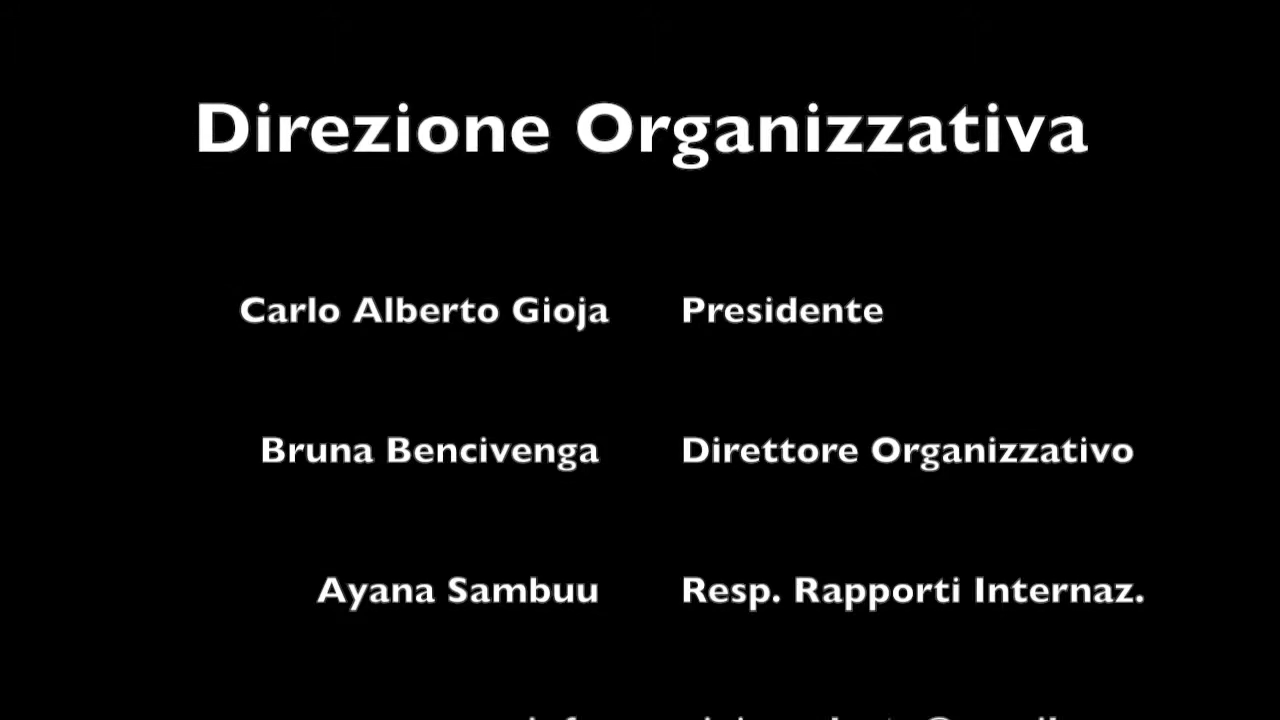 Direzione Organizzativa
Carlo Alberto Gioja Presidente
Bruna Bencivenga Direttore Organizzativo
Ayana Sambuu Resp. Rapporti Internaz.